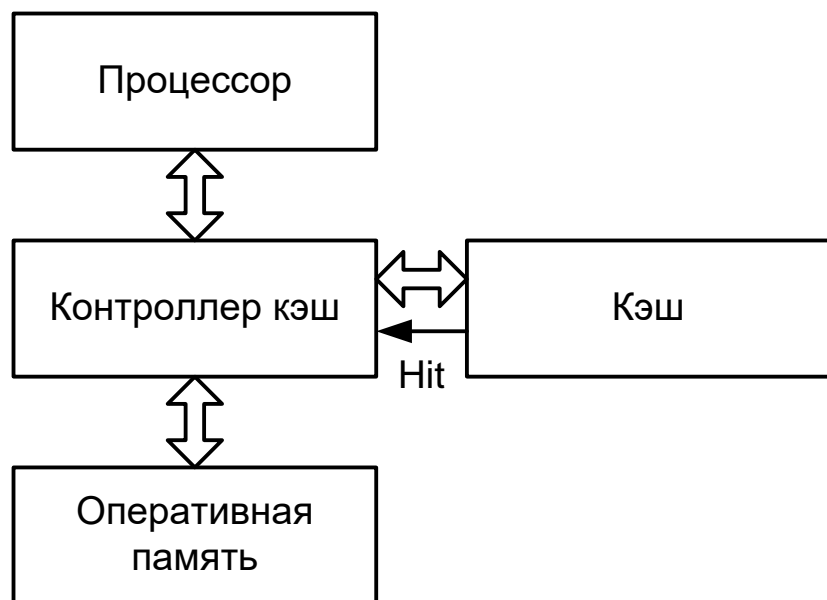 Процессор
Контроллер кэш
Кэш
Hit
Оперативная
память